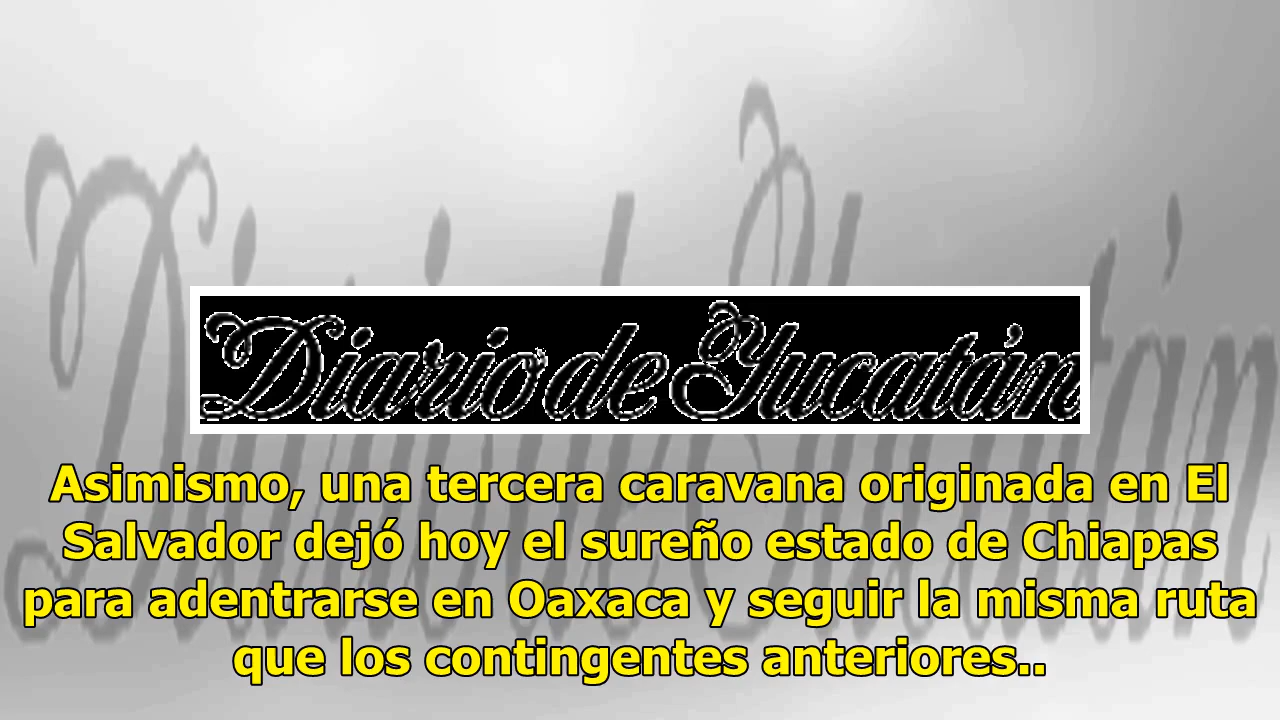 Diario de Yucatán
Asimismo, una tercera caravana originada en El
Salvador dejó hoy el sureño estado de Chiapas
para adentrarse en Oaxaca y seguir la misma ruta
que los contingentes anteriores..